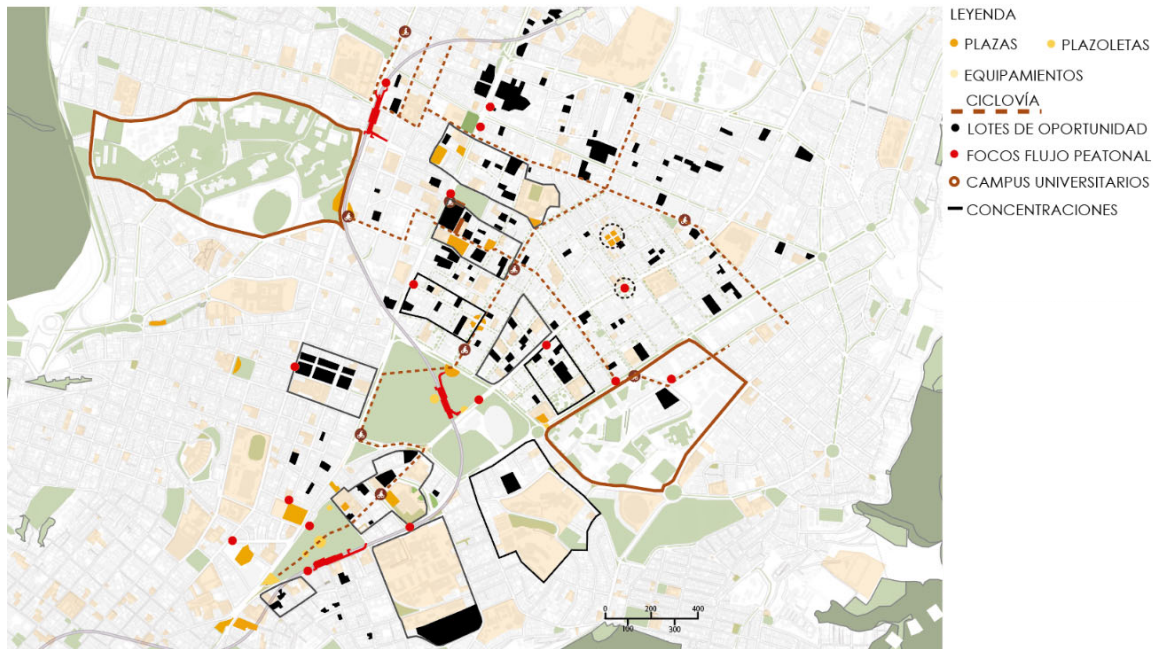 LEYENDA
PLAZAS PLAZOLETAS
EQUIPAMIENTOS
CICLOVÍA
LOTES DE OPORTUNIDAD
FOCOS FLUJO PEATONAL
CAMPUS UNIVERSITARIOS
CONCENTRACIONES
0 200 400
100 300